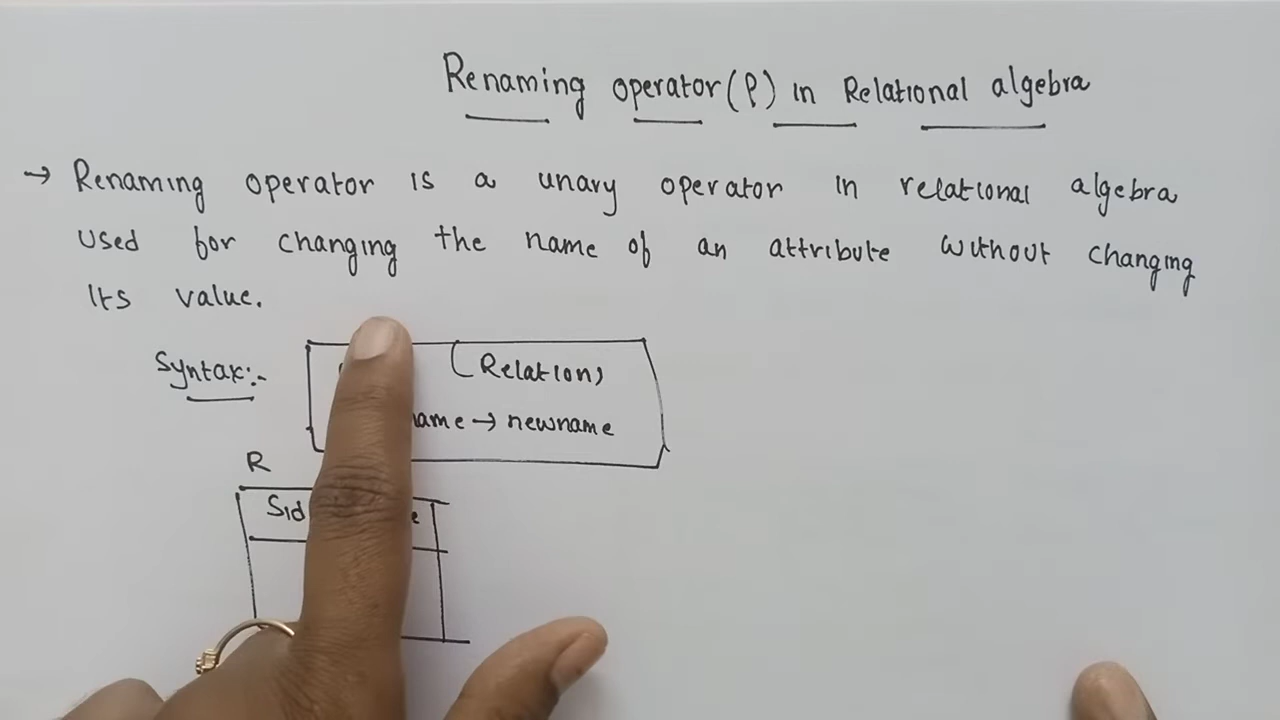 Renaming operator(ρ) in Relational algebra
→ Renaming operator is a unary operator in relational algebra
used for changing the name of an attribute without changing
its value.
Syntax:- (Relation)
→ newname
R
Sid